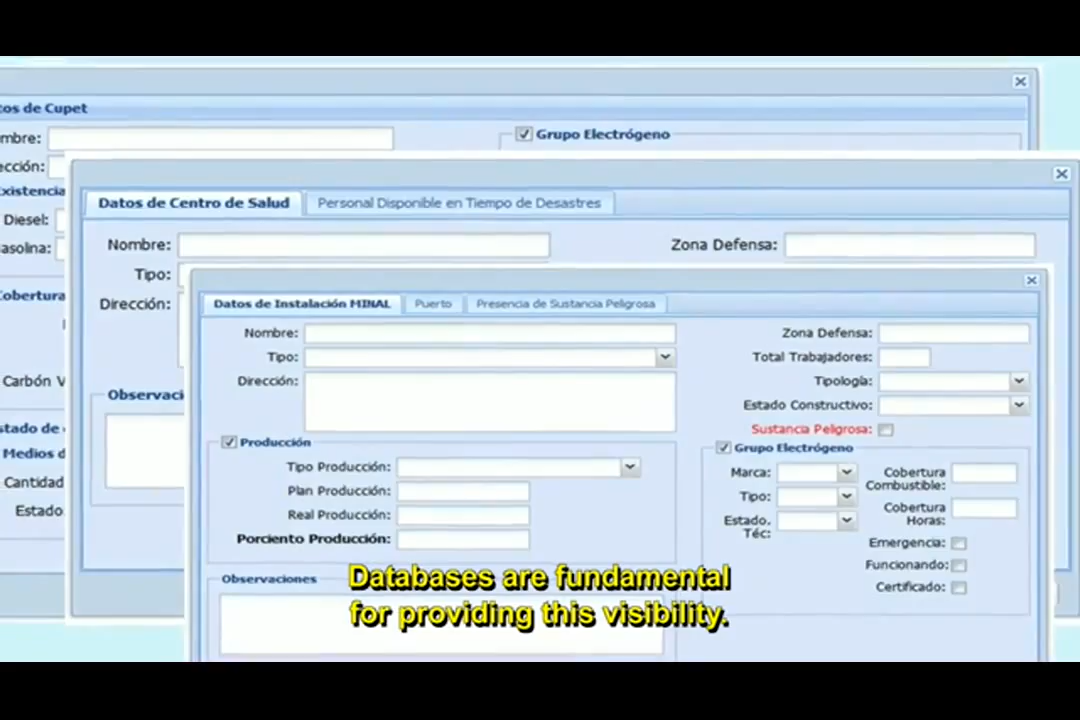 tos de Cupet
mbre:
Grupo Electrógeno
ección:
xistencia
Diesel:
asolina:
obertura
Carbón V
stado de
Medios d
Cantidad
Estado
Datos de Centro de Salud
Personal Disponible en Tiempo de Desastres
Nombre:
Zona Defensa:
Tipo:
Dirección:
Observaci
Datos de Instalación MINAL
Puerto
Presencia de Sustancia Peligrosa
Nombre:
Zona Defensa:
Tipo:
Total Trabajadores:
Dirección:
Tipología:
Estado Constructivo:
Sustancia Peligrosa:
Producción
Tipo Producción:
Plan Producción:
Real Producción:
Porciento Producción:
Grupo Electrógeno
Marca:
Tipo:
Estado.
Téc:
Cobertura
Combustible:
Cobertura
Horas:
Emergencia:
Funcionando:
Certificado:
Observaciones
Databases are fundamental
for providing this visibility.